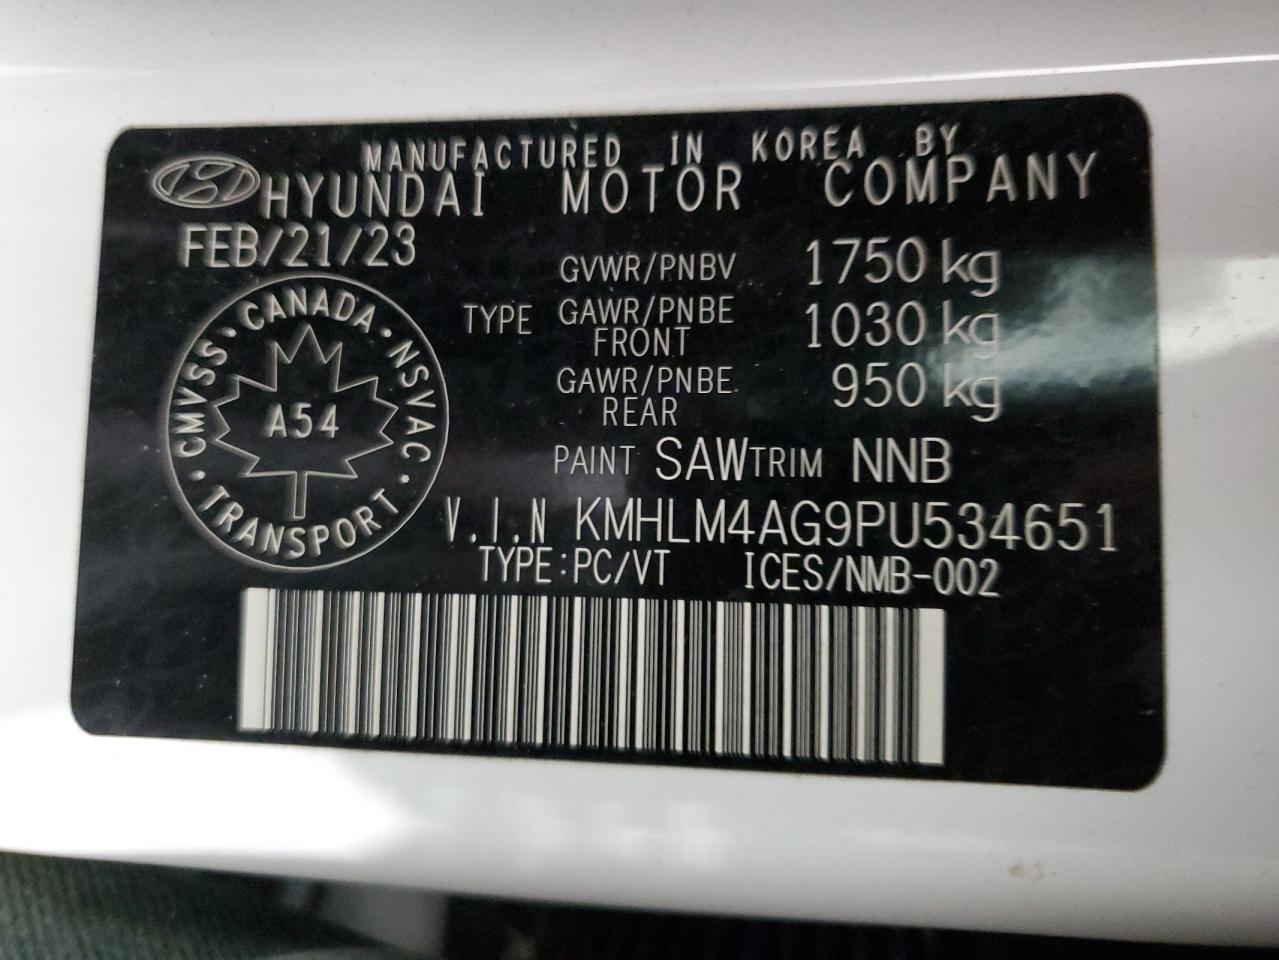 MANUFACTURED IN KOREA BY
HYUNDAI MOTOR COMPANY
FEB/21/23
GVWR/PNBV 1750 kg
TYPE GAWR/PNBE FRONT 1030 kg
GAWR/PNBE REAR 950 kg
PAINT SAW TRIM NNB
V.I.N KMHLM4AG9PU534651
TYPE:PC/VT ICES/NMB-002
CANADA · NSVAC · TRANSPORT · CMVSS ·
A54